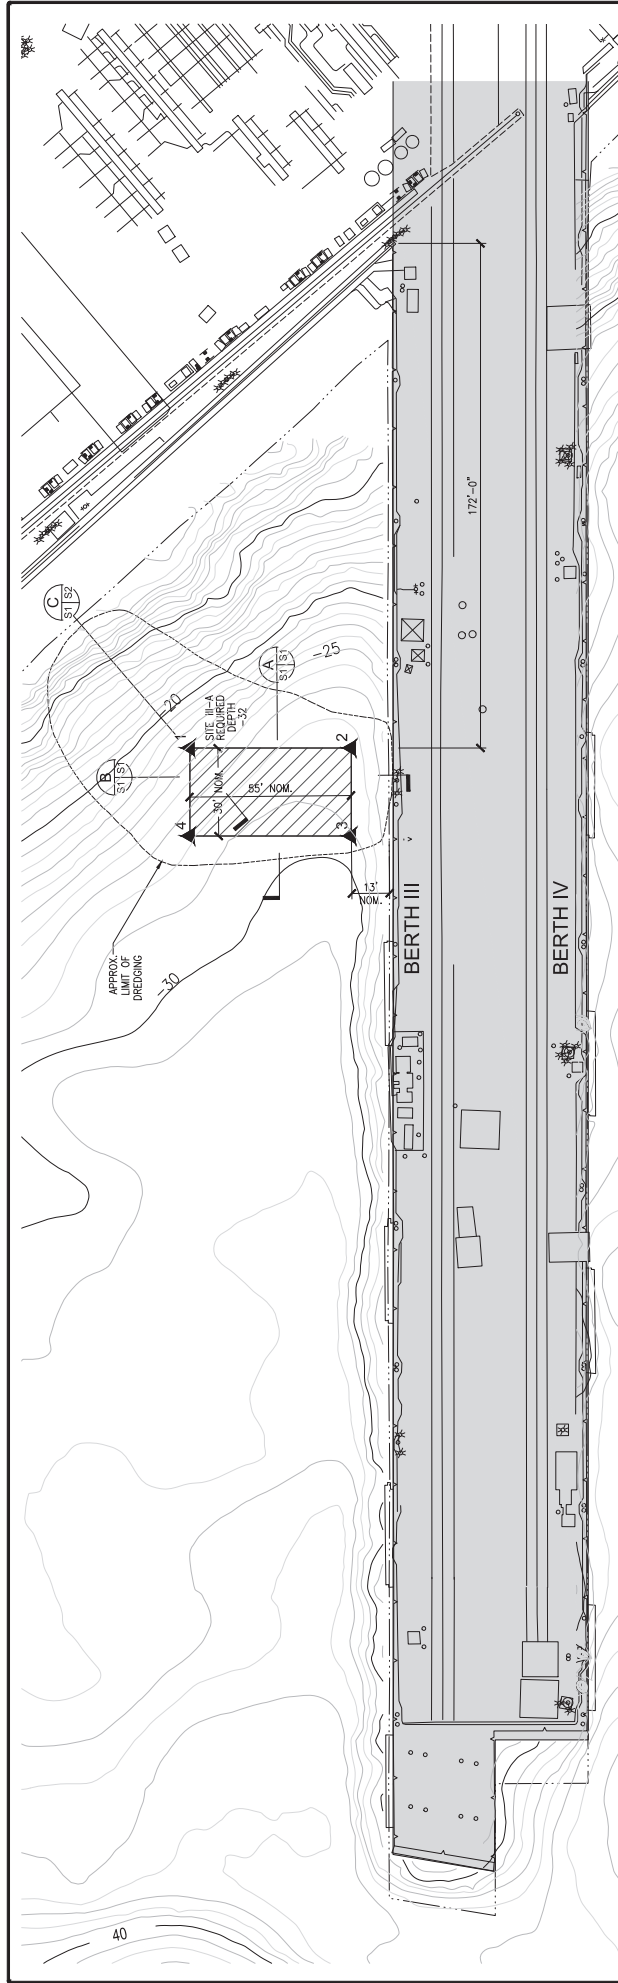 172'-0"
C
S1 S2
A
S1 S1
-25
-20
SITE III-A
REQUIRED
DEPTH
-32
B
S1 S1
1
2
3
4
55' NOM.
30' NOM.
13'
NOM.
APPROX.
LIMIT OF
DREDGING
-30
BERTH III
BERTH IV
40